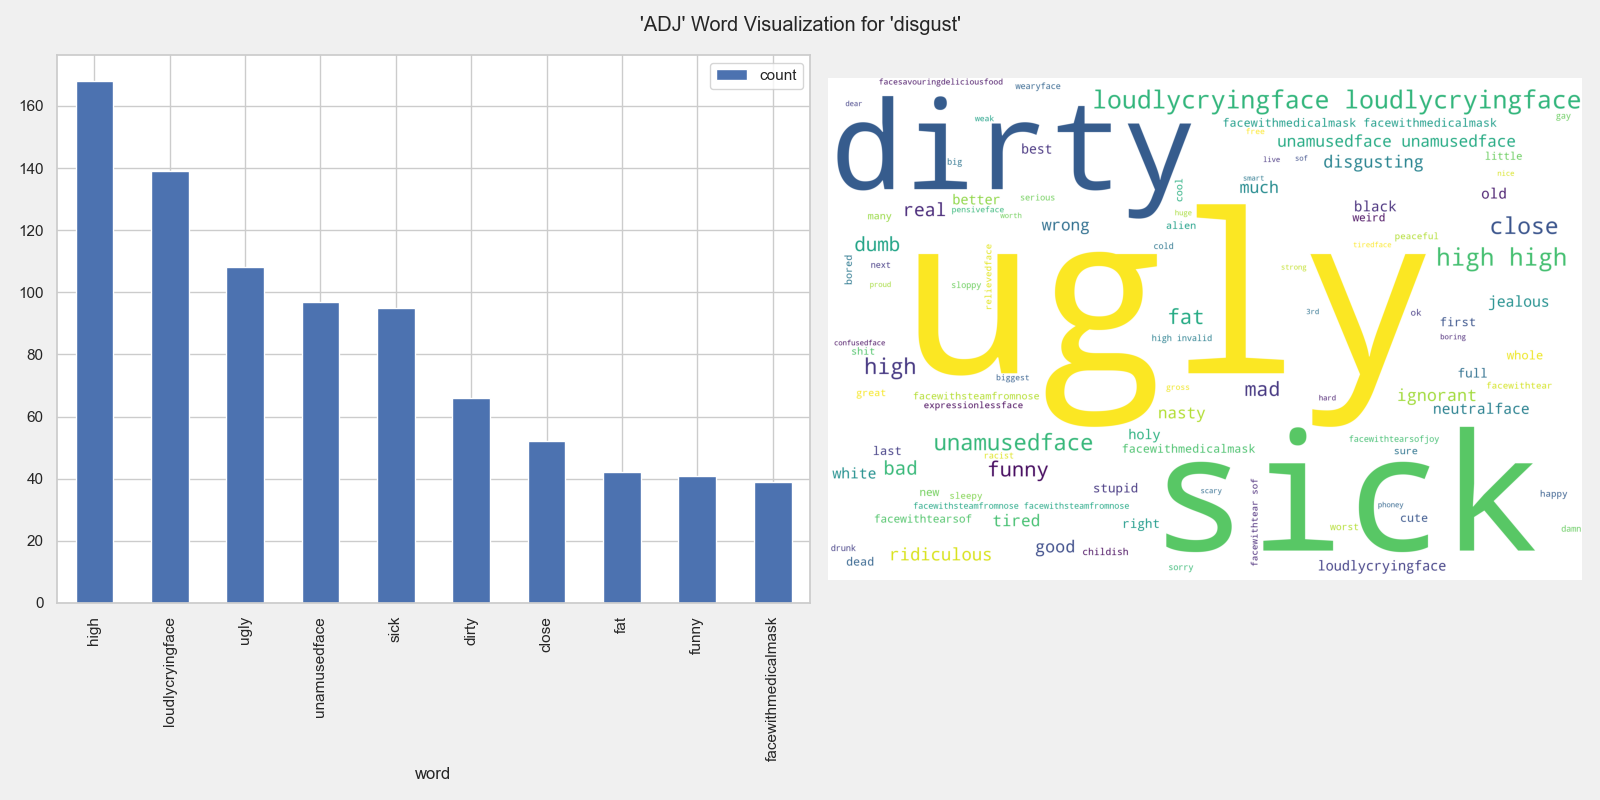 'ADJ' Word Visualization for 'disgust'
count
160
140
120
100
80
60
40
20
0
high
loudlycryingface
ugly
unamusedface
sick
dirty
close
fat
funny
facewithmedicalmask
word
facesavouringdeliciousfood
wearyface
dear
dirty
loudlycryingface loudlycryingface
weak
facewithmedicalmask facewithmedicalmask
gay
free
unamusedface unamusedface
best
big
live
sof
disgusting
little
smart
nice
much
cool
old
better
serious
real
pensiveface
many
worth
huge
black
weird
wrong
alien
close
dumb
cold
peaceful
tiredface
high high
bored
next
relievedface
strong
proud
sloppy
ugly
jealous
fat
3rd
ok
first
high invalid
boring
confusedface
shit
high
whole
biggest
full
great
facewithsteamfromnose
gross
mad
hard
ignorant
facewithtear
expressionlessface
nasty
neutralface
unamusedface
holy
facewithmedicalmask
facewithtearsofjoy
last
racist
sure
white
bad
funny
sick
new
sleepy
stupid
scary
facewithtear sof
happy
facewithsteamfromnose facewithsteamfromnose
phoney
facewithtearsof
tired
right
cute
worst
damn
drunk
dead
ridiculous
good
childish
sorry
loudlycryingface